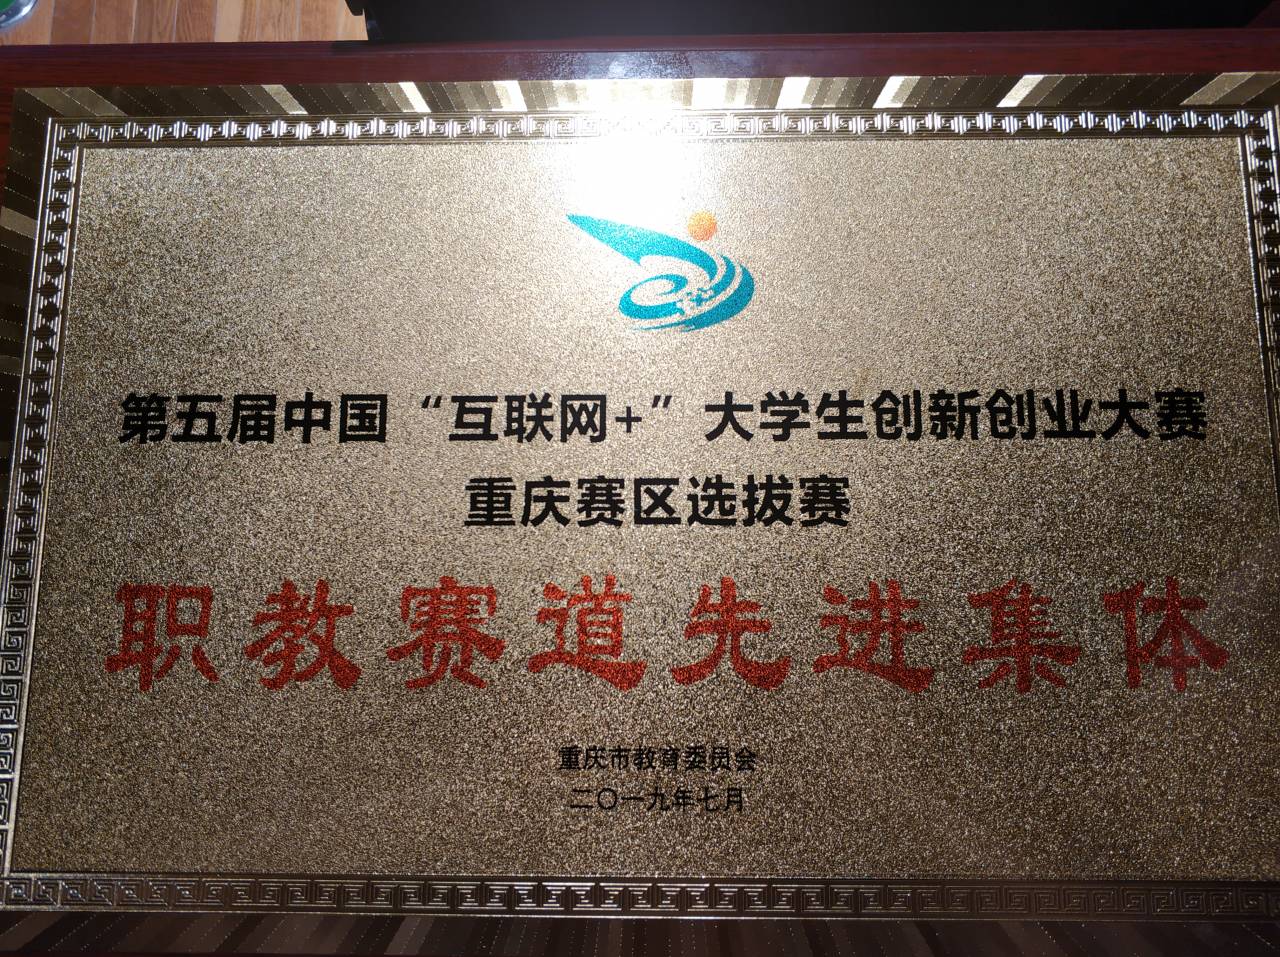 第五届中国“互联网+”大学生创新创业大赛
重庆赛区选拔赛
职教赛道先进集体
重庆市教育委员会
二〇一九年七月